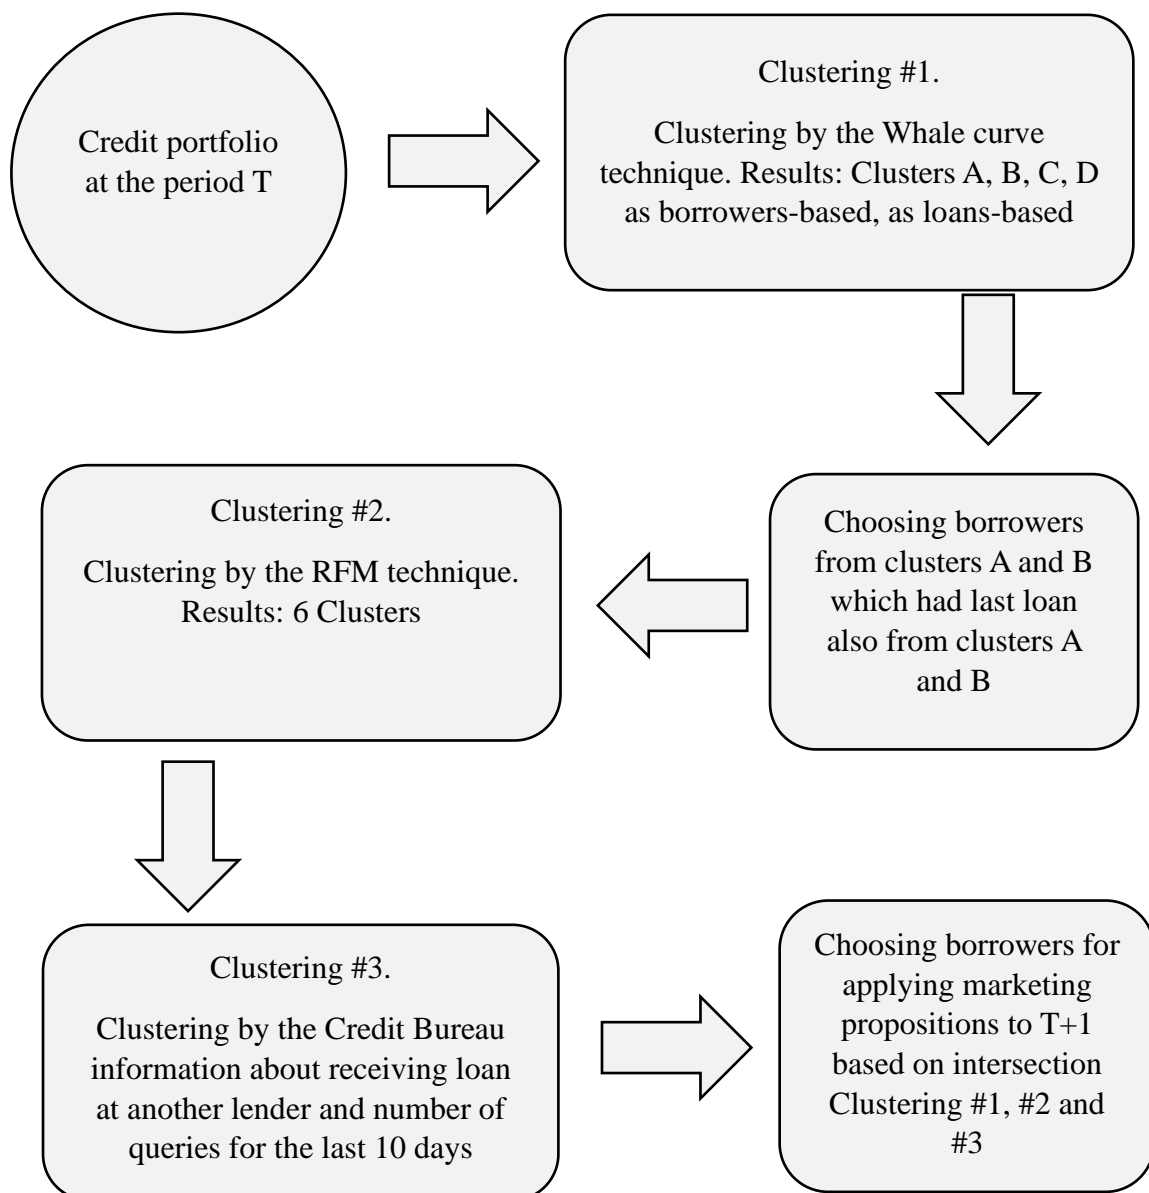 Credit portfolio
at the period T
Clustering #1.
Clustering by the Whale curve
technique. Results: Clusters A, B, C, D
as borrowers-based, as loans-based
Choosing borrowers
from clusters A and B
which had last loan
also from clusters A
and B
Clustering #2.
Clustering by the RFM technique.
Results: 6 Clusters
Clustering #3.
Clustering by the Credit Bureau
information about receiving loan
at another lender and number of
queries for the last 10 days
Choosing borrowers for
applying marketing
propositions to T+1
based on intersection
Clustering #1, #2 and
#3